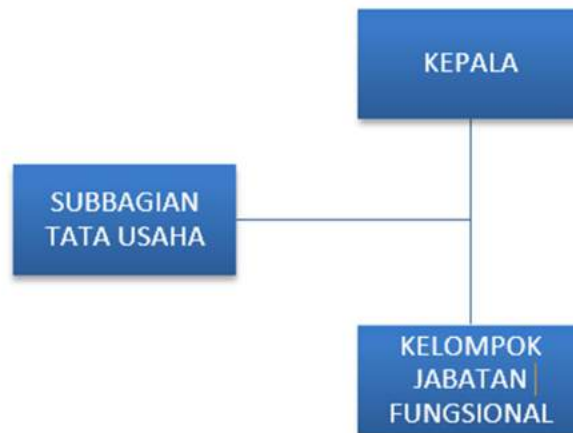 KEPALA
SUBBAGIAN
TATA USAHA
KELOMPOK
JABATAN
FUNGSIONAL